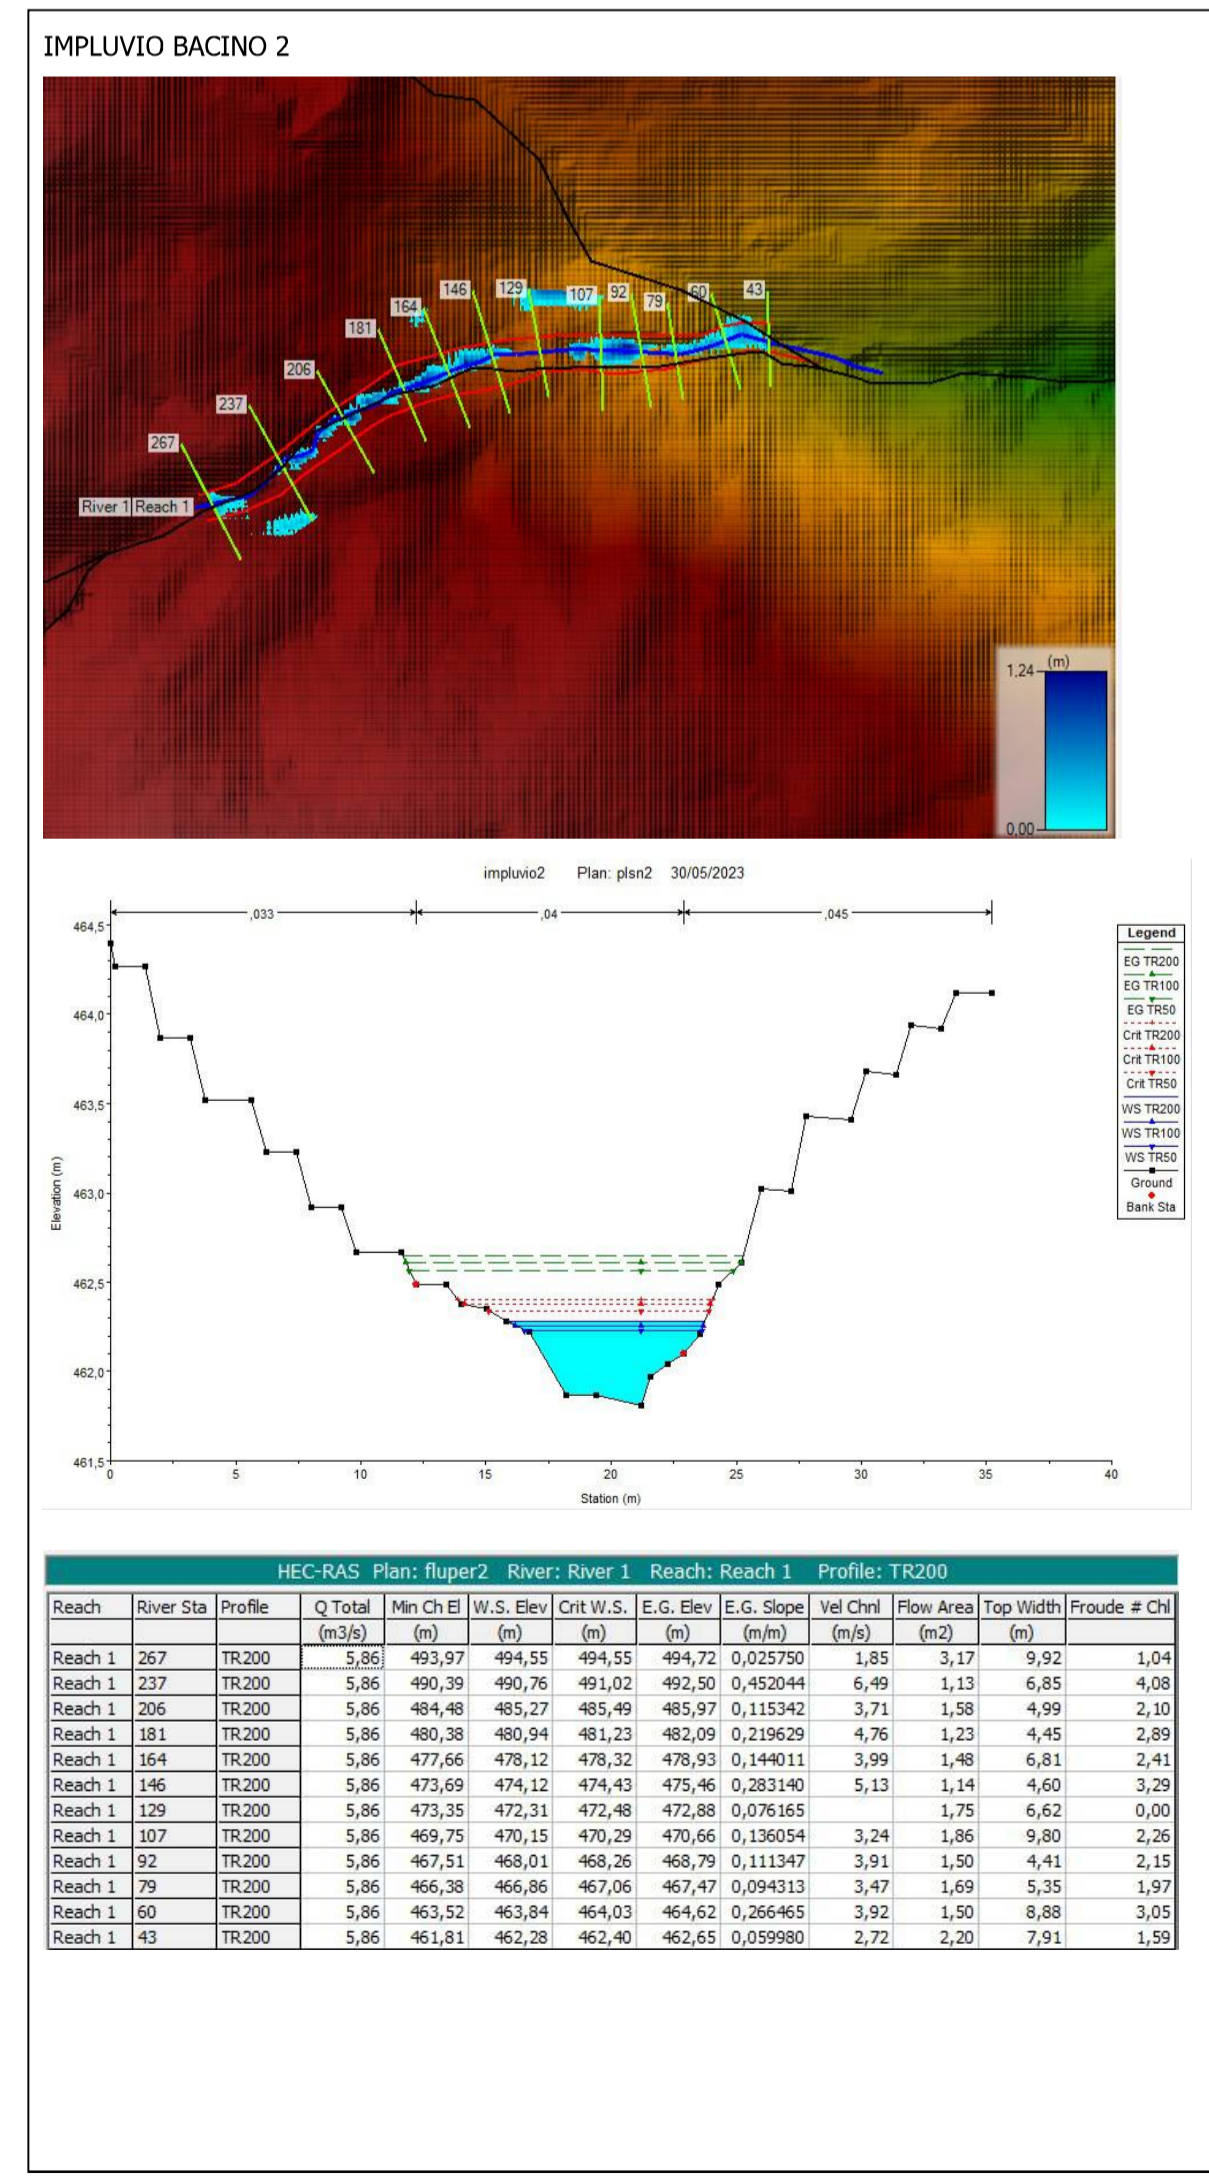 IMPLUVIO BACINO 2
146 129 107 92 79 60 43
164
181
206
237
267
River 1 Reach 1
(m)
1,24
0,00
impluvio2 Plan: plsn2 30/05/2023
,033 ,04 ,045
464,5
464,0
463,5
463,0
462,5
462,0
461,5
Elevation (m)
0 5 10 15 20 25 30 35 40
Station (m)
Legend
EG TR200
EG TR100
EG TR50
Crit TR200
Crit TR100
Crit TR50
WS TR200
WS TR100
WS TR50
Ground
Bank Sta
HEC-RAS Plan: fluper2 River: River 1 Reach: Reach 1 Profile: TR200
Reach River Sta Profile Q Total Min Ch El W.S. Elev Crit W.S. E.G. Elev E.G. Slope Vel Chnl Flow Area Top Width Froude # Chl
(m3/s) (m) (m) (m) (m) (m/m) (m/s) (m2) (m)
Reach 1 267 TR200 5,86 493,97 494,55 494,55 494,72 0,025750 1,85 3,17 9,92 1,04
Reach 1 237 TR200 5,86 490,39 490,76 491,02 492,50 0,452044 6,49 1,13 6,85 4,08
Reach 1 206 TR200 5,86 484,48 485,27 485,49 485,97 0,115342 3,71 1,58 4,99 2,10
Reach 1 181 TR200 5,86 480,38 480,94 481,23 482,09 0,219629 4,76 1,23 4,45 2,89
Reach 1 164 TR200 5,86 477,66 478,12 478,32 478,93 0,144011 3,99 1,48 6,81 2,41
Reach 1 146 TR200 5,86 473,69 474,12 474,43 475,46 0,283140 5,13 1,14 4,60 3,29
Reach 1 129 TR200 5,86 473,35 472,31 472,48 472,88 0,076165 1,75 6,62 0,00
Reach 1 107 TR200 5,86 469,75 470,15 470,29 470,66 0,136054 3,24 1,86 9,80 2,26
Reach 1 92 TR200 5,86 467,51 468,01 468,26 468,79 0,111347 3,91 1,50 4,41 2,15
Reach 1 79 TR200 5,86 466,38 466,86 467,06 467,47 0,094313 3,47 1,69 5,35 1,97
Reach 1 60 TR200 5,86 463,52 463,84 464,03 464,62 0,266465 3,92 1,50 8,88 3,05
Reach 1 43 TR200 5,86 461,81 462,28 462,40 462,65 0,059980 2,72 2,20 7,91 1,59